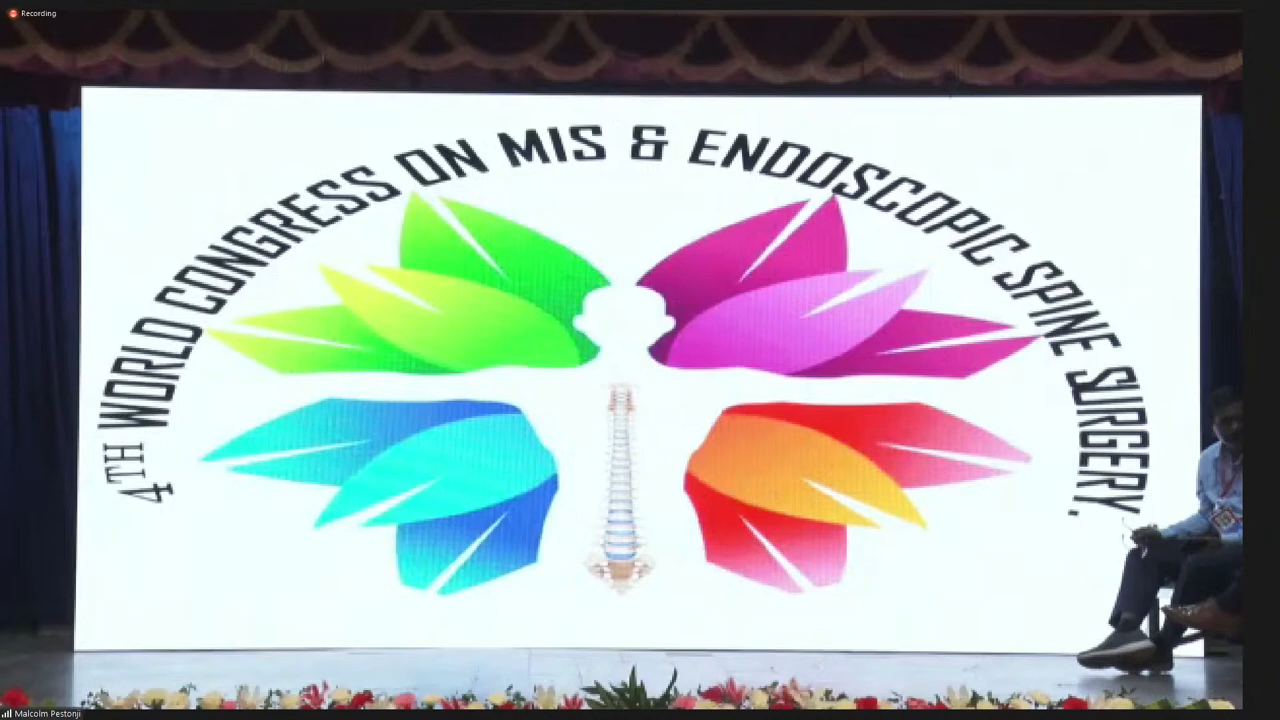 Recording
4TH WORLD CONGRESS ON MIS & ENDOSCOPIC SPINE SURGERY.
Malcolm Pestonji